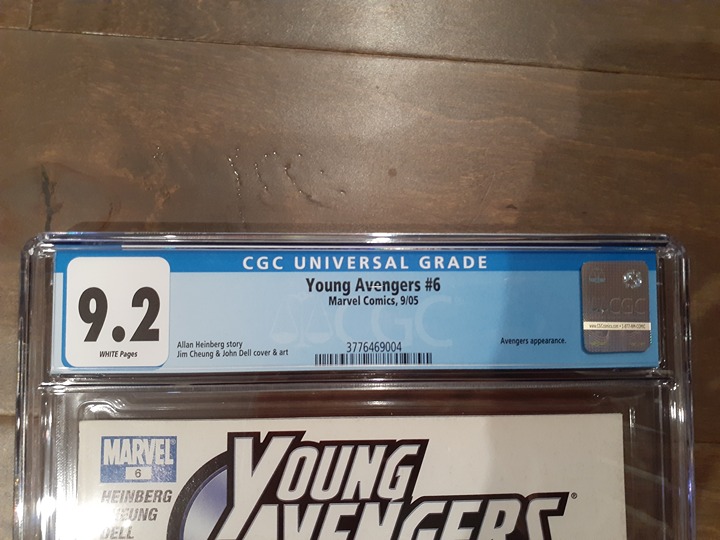 CGC UNIVERSAL GRADE
9.2
WHITE Pages
Young Avengers #6
Marvel Comics, 9/05
Allan Heinberg story
Jim Cheung & John Dell cover & art
3776469004
Avengers appearance.
CGC
MARVEL
6
HEINBERG
CHEUNG
DELL
YOUNG
AVENGERS